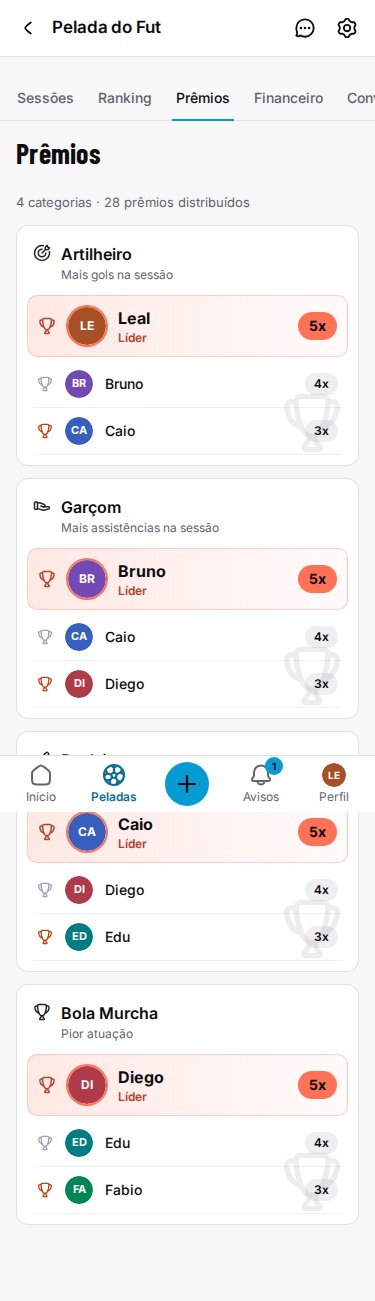 Pelada do Fut
Sessões Ranking Prêmios Financeiro Con
Prêmios
4 categorias · 28 prêmios distribuídos
Artilheiro
Mais gols na sessão
LE Leal 5x
Líder
BR Bruno 4x
CA Caio 3x
Garçom
Mais assistências na sessão
BR Bruno 5x
Líder
CA Caio 4x
DI Diego 3x
1 LE
Início Peladas Avisos Perfil
CA Caio 5x
Líder
DI Diego 4x
ED Edu 3x
Bola Murcha
Pior atuação
DI Diego 5x
Líder
ED Edu 4x
FA Fabio 3x